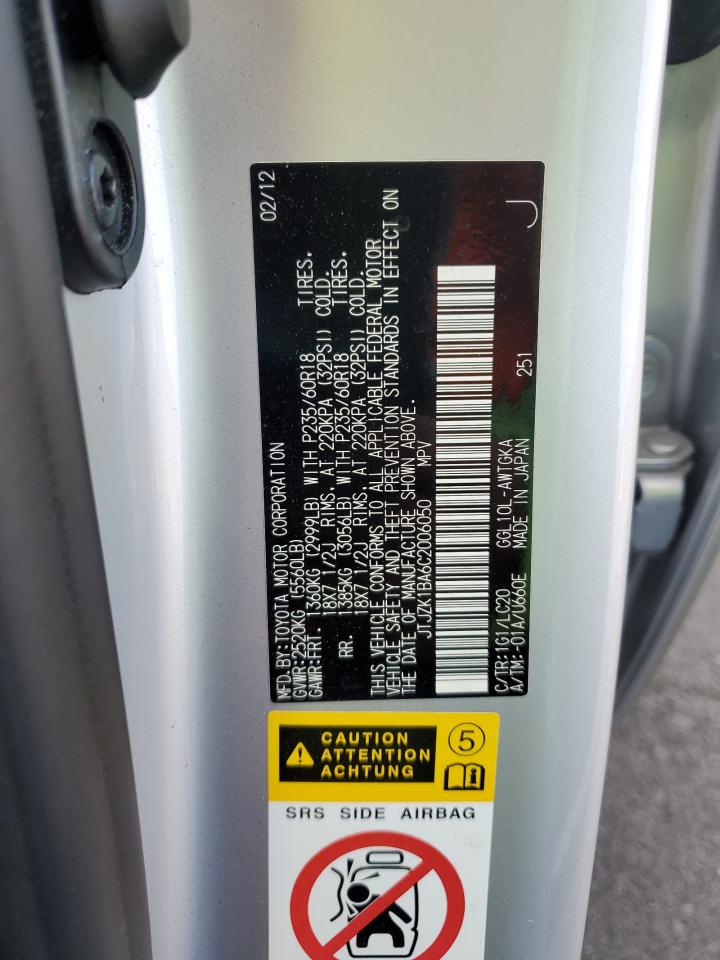 MFD.BY:TOYOTA MOTOR CORPORATION 02/12
GVWR:2520KG (5560LB)
GAWR:FRT. 1360KG (2999LB) WITH P235/60R18 TIRES.
18X7 1/2J RIMS. AT 220KPA (32PSI) COLD.
RR. 1385KG (3056LB) WITH P235/60R18 TIRES.
18X7 1/2J RIMS. AT 220KPA (32PSI) COLD.
THIS VEHICLE CONFORMS TO ALL APPLICABLE FEDERAL MOTOR
VEHICLE SAFETY AND THEFT PREVENTION STANDARDS IN EFFECT ON
THE DATE OF MANUFACTURE SHOWN ABOVE.
JTJZK1BA6C2006050 MPV
C/TR:1G1/LC20 GGL10L-AWTGKA
A/TM:-01A/U660E MADE IN JAPAN 251 J
CAUTION
ATTENTION
ACHTUNG
5
SRS SIDE AIRBAG